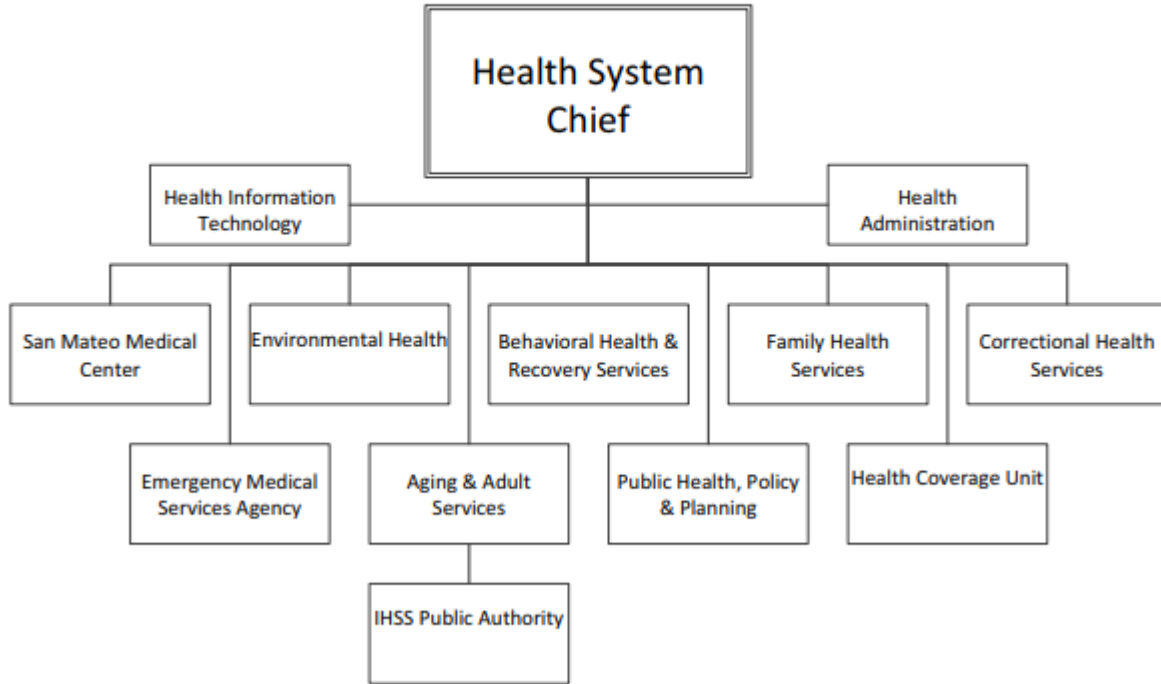 Health System
Chief
Health Information
Technology
Health
Administration
San Mateo Medical
Center
Environmental Health
Behavioral Health &
Recovery Services
Family Health
Services
Correctional Health
Services
Emergency Medical
Services Agency
Aging & Adult
Services
Public Health, Policy
& Planning
Health Coverage Unit
IHSS Public Authority